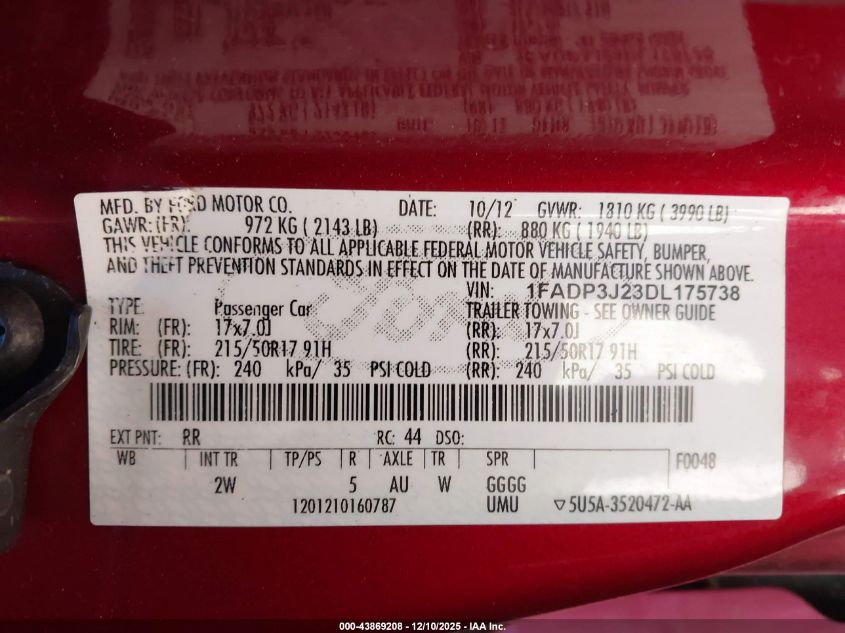 MFD. BY FORD MOTOR CO. DATE: 10/12 GVWR: 1810 KG ( 3990 LB)
GAWR: (FR): 972 KG ( 2143 LB) (RR): 880 KG ( 1940 LB)
THIS VEHICLE CONFORMS TO ALL APPLICABLE FEDERAL MOTOR VEHICLE SAFETY, BUMPER,
AND THEFT PREVENTION STANDARDS IN EFFECT ON THE DATE OF MANUFACTURE SHOWN ABOVE.
VIN: 1FADP3J23DL175738
TYPE: Passenger Car TRAILER TOWING - SEE OWNER GUIDE
RIM: (FR): 17x7.0J (RR): 17x7.0J
TIRE: (FR): 215/50R17 91H (RR): 215/50R17 91H
PRESSURE: (FR): 240 kPa/ 35 PSI COLD (RR): 240 kPa/ 35 PSI COLD
EXT PNT: RR RC: 44 DSO:
WB INT TR TP/PS R AXLE TR SPR F0048
2W 5 AU W GGGG
1201210160787 UMU ▽5U5A-3520472-AA
000-43869208 - 12/10/2025 - IAA Inc.